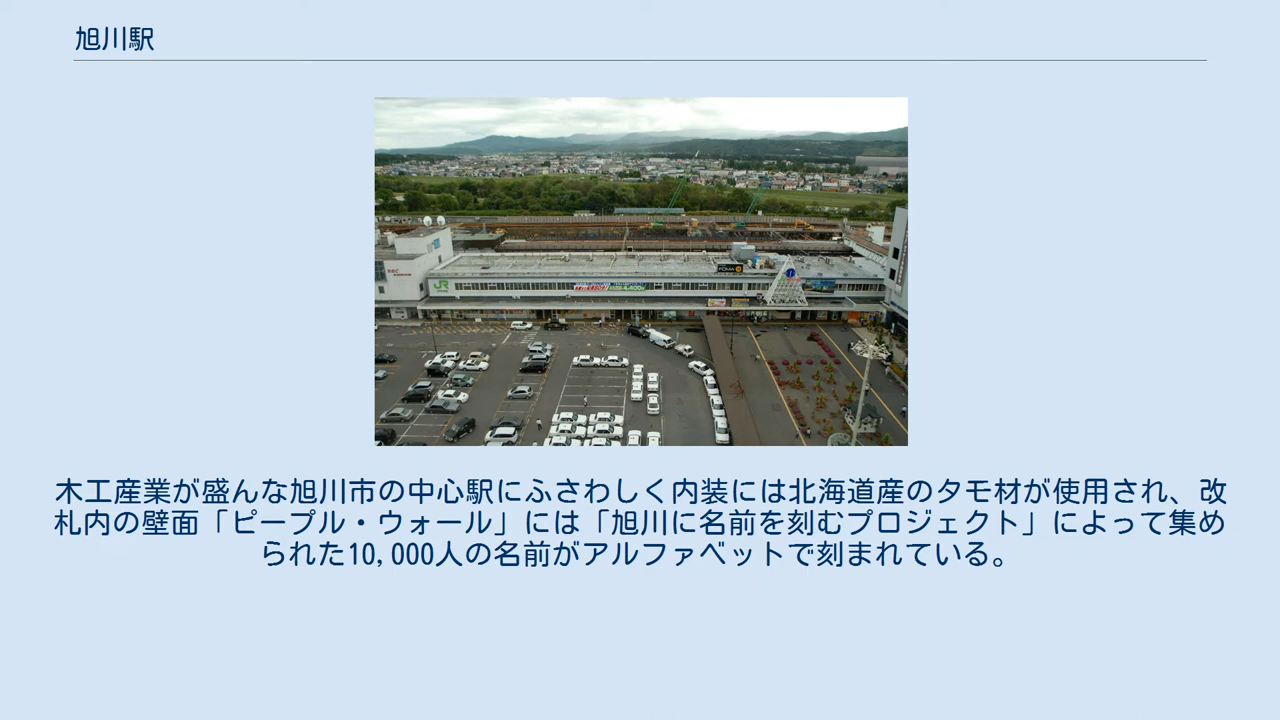 旭川駅
JR
FOMA
木工産業が盛んな旭川市の中心駅にふさわしく内装には北海道産のタモ材が使用され、改
札内の壁面「ピープル・ウォール」には「旭川に名前を刻むプロジェクト」によって集め
られた10,000人の名前がアルファベットで刻まれている。